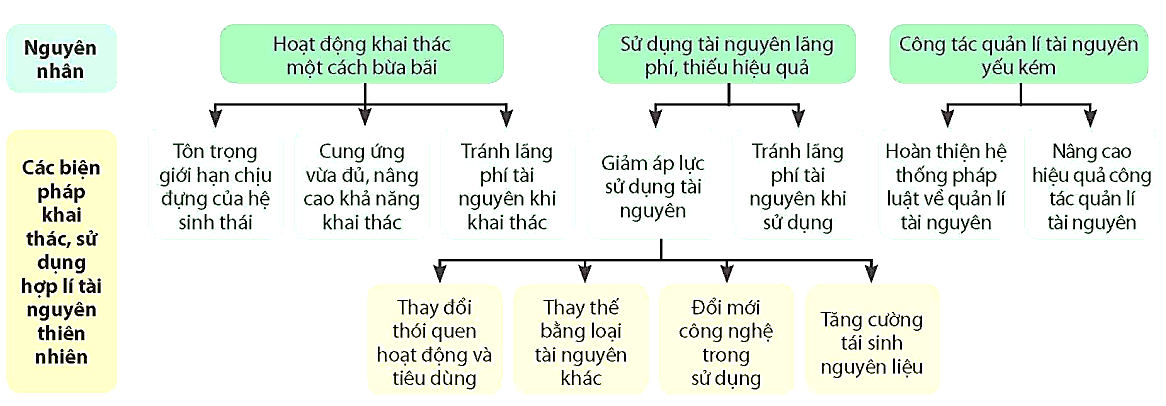 Nguyên
nhân
Hoạt động khai thác
một cách bừa bãi
Sử dụng tài nguyên lãng
phí, thiếu hiệu quả
Công tác quản lí tài nguyên
yếu kém
Các biện
pháp
khai
thác, sử
dụng
hợp lí tài
nguyên
thiên
nhiên
Tôn trọng
giới hạn chịu
đựng của hệ
sinh thái
Cung ứng
vừa đủ, nâng
cao khả năng
khai thác
Tránh lãng
phí tài
nguyên khi
khai thác
Giảm áp lực
sử dụng tài
nguyên
Tránh lãng
phí tài
nguyên khi
sử dụng
Hoàn thiện hệ
thống pháp
luật về quản lí
tài nguyên
Nâng cao
hiệu quả công
tác quản lí
tài nguyên
Thay đổi
thói quen
hoạt động và
tiêu dùng
Thay thế
bằng loại
tài nguyên
khác
Đổi mới
công nghệ
trong
sử dụng
Tăng cường
tái sinh
nguyên liệu